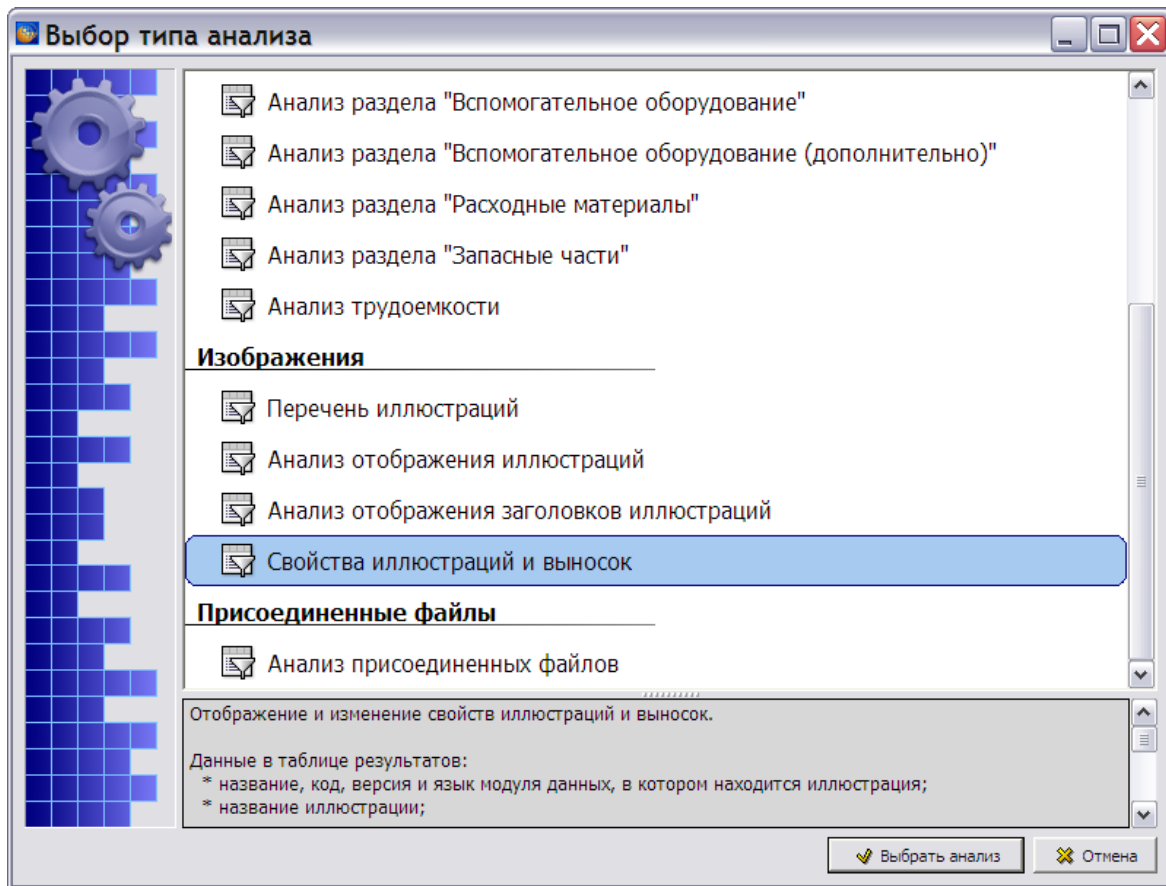 Выбор типа анализа
Анализ раздела "Вспомогательное оборудование"
Анализ раздела "Вспомогательное оборудование (дополнительно)"
Анализ раздела "Расходные материалы"
Анализ раздела "Запасные части"
Анализ трудоемкости
Изображения
Перечень иллюстраций
Анализ отображения иллюстраций
Анализ отображения заголовков иллюстраций
Свойства иллюстраций и выносок
Присоединенные файлы
Анализ присоединенных файлов
Отображение и изменение свойств иллюстраций и выносок.
Данные в таблице результатов:
* название, код, версия и язык модуля данных, в котором находится иллюстрация;
* название иллюстрации;
Выбрать анализ
Отмена